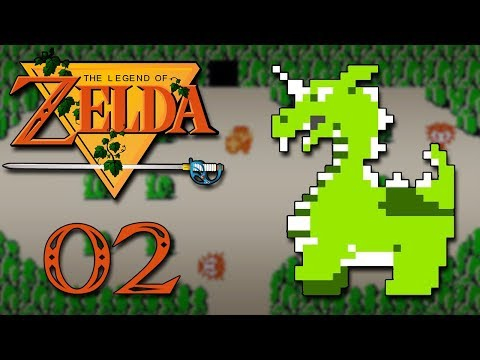 THE LEGEND OF
ZELDA
02